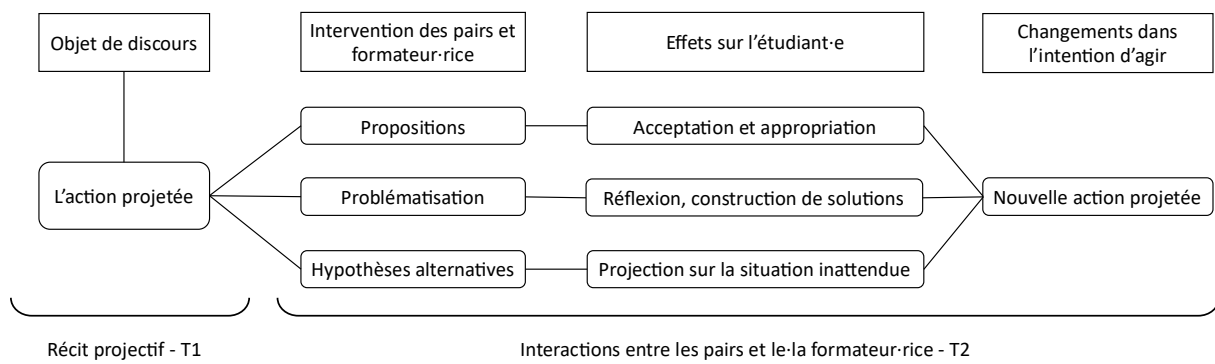 Objet de discours
Intervention des pairs et
formateur·rice
Effets sur l’étudiant·e
Changements dans
l’intention d’agir
Propositions
Acceptation et appropriation
L’action projetée
Problématisation
Réflexion, construction de solutions
Nouvelle action projetée
Hypothèses alternatives
Projection sur la situation inattendue
Récit projectif - T1
Interactions entre les pairs et le·la formateur·rice - T2